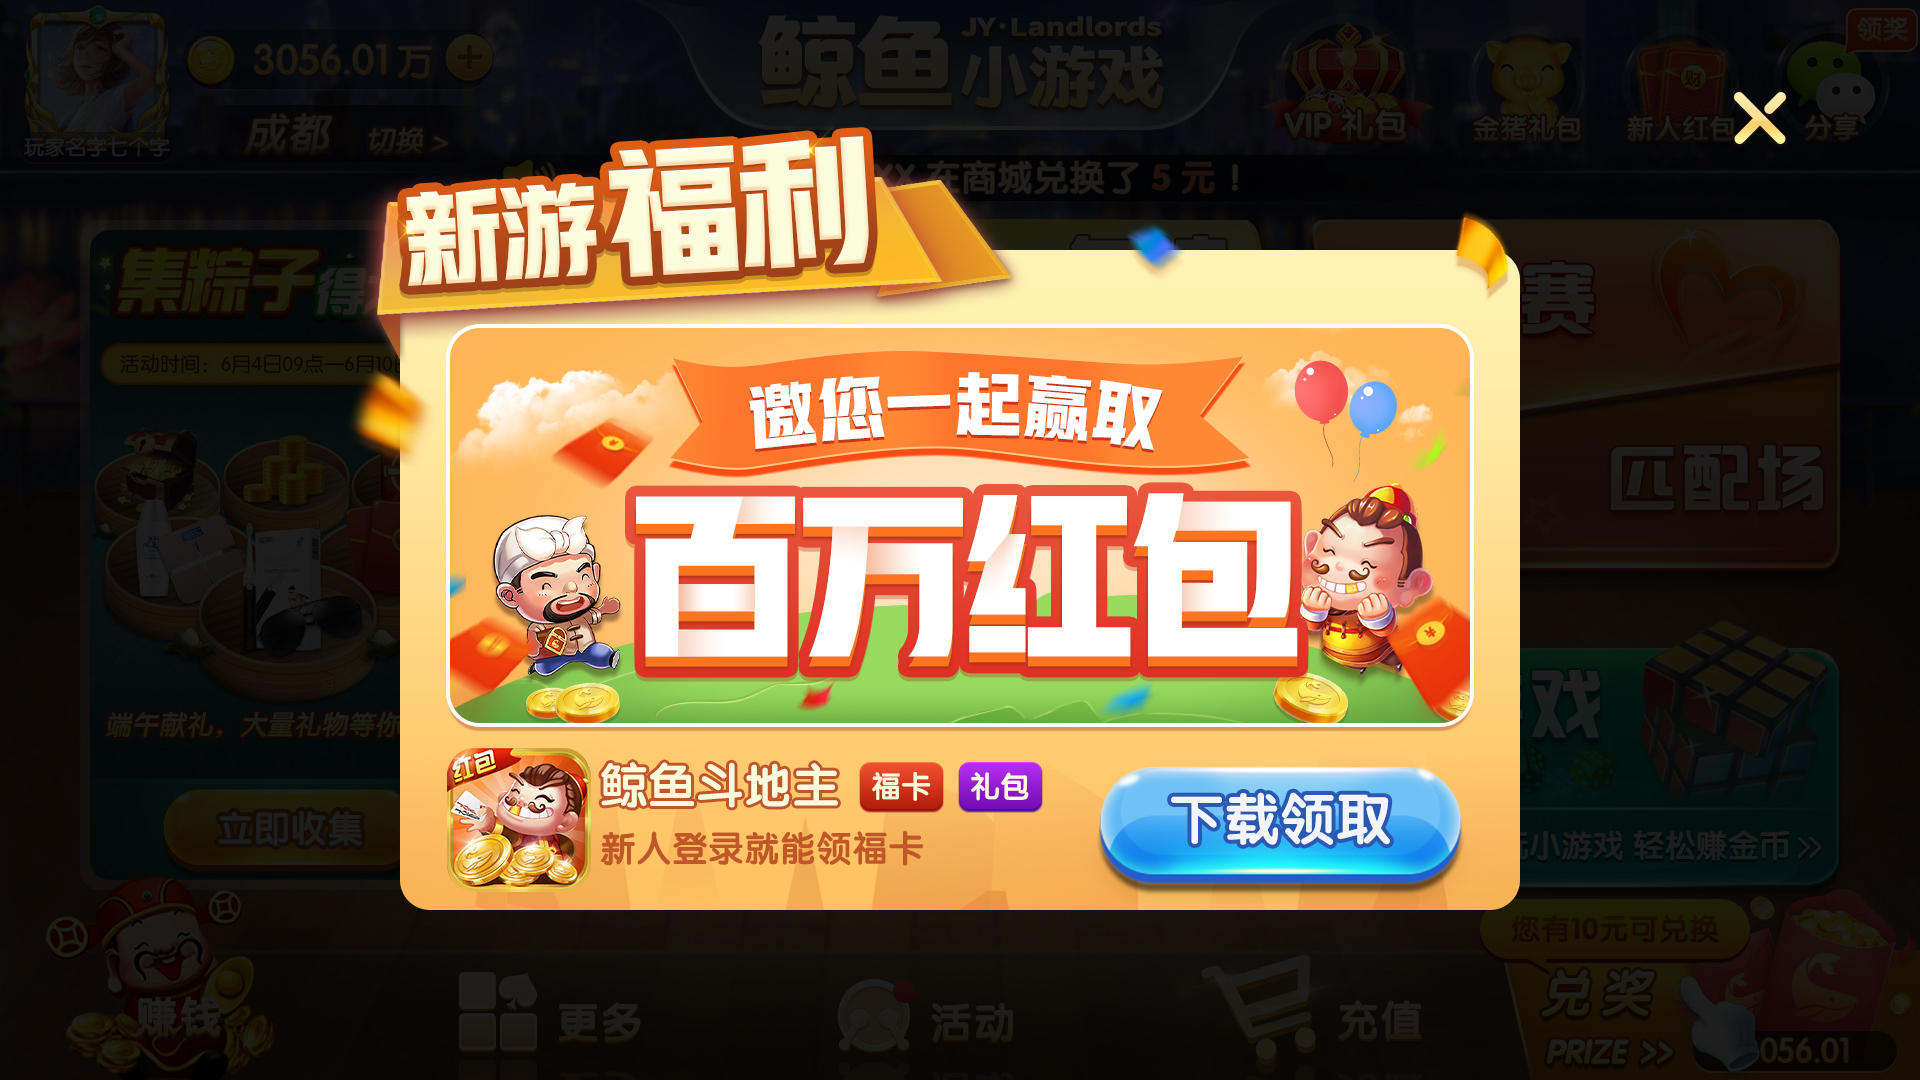 3056.01万
成都
切换 >
玩家名字七个字
鲸鱼
JY·Landlords
小游戏
VIP 礼包
金猪礼包
新人红包
分享
领奖
在商城兑换了 5 元！
新游福利
集粽子
得
活动时间：6月4日09点—6月10
邀您一起赢取
百万红包
赛
匹配场
端午献礼，大量礼物等你
立即收集
红包
鲸鱼斗地主
福卡
礼包
新人登录就能领福卡
下载领取
戏
小游戏 轻松赚金币 >>
赚钱
更多
活动
充值
您有10元可兑换
兑奖
PRIZE >>
056.01